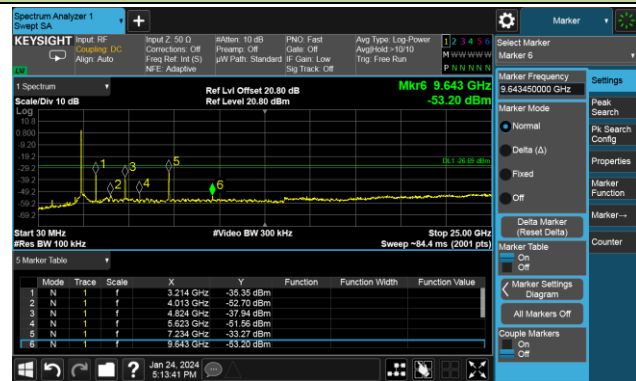 Spectrum Analyzer 1
Swept SA
+
Marker
KEYSIGHT
Input: RF
Coupling: DC
Align: Auto
Input Z: 50 Ω
Corrections: Off
Freq Ref: Int (S)
NFE: Adaptive
#Atten: 10 dB
Preamp: Off
µW Path: Standard
PNO: Fast
Gate: Off
IF Gain: Low
Sig Track: Off
Avg Type: Log-Power
Avg|Hold:>10/10
Trig: Free Run
1 2 3 4 5 6
M W W W W W
P N N N N N
LW
Select Marker
Marker 6
1 Spectrum
Scale/Div 10 dB
Log
Ref Lvl Offset 20.80 dB
Ref Level 20.80 dBm
Mkr6 9.643 GHz
-53.20 dBm
10.8
0.800
-9.20
-19.2
-29.2
-39.2
-49.2
-59.2
-69.2
1
2
3
4
5
6
DL1 -26.69 dBm
Start 30 MHz
#Video BW 300 kHz
Stop 25.00 GHz
#Res BW 100 kHz
Sweep ~84.4 ms (2001 pts)
5 Marker Table
Mode Trace Scale X Y Function Function Width Function Value
1 N 1 f 3.214 GHz -35.35 dBm
2 N 1 f 4.013 GHz -52.70 dBm
3 N 1 f 4.824 GHz -37.94 dBm
4 N 1 f 5.623 GHz -51.56 dBm
5 N 1 f 7.234 GHz -33.27 dBm
6 N 1 f 9.643 GHz -53.20 dBm
Marker Frequency
9.643450000 GHz
Marker Mode
Normal
Delta (Δ)
Fixed
Off
Delta Marker
(Reset Delta)
Marker Table
On
Off
Marker Settings
Diagram
All Markers Off
Couple Markers
On
Off
Settings
Peak
Search
Pk Search
Config
Properties
Marker
Function
Marker→
Counter
?
Jan 24, 2024
5:13:41 PM